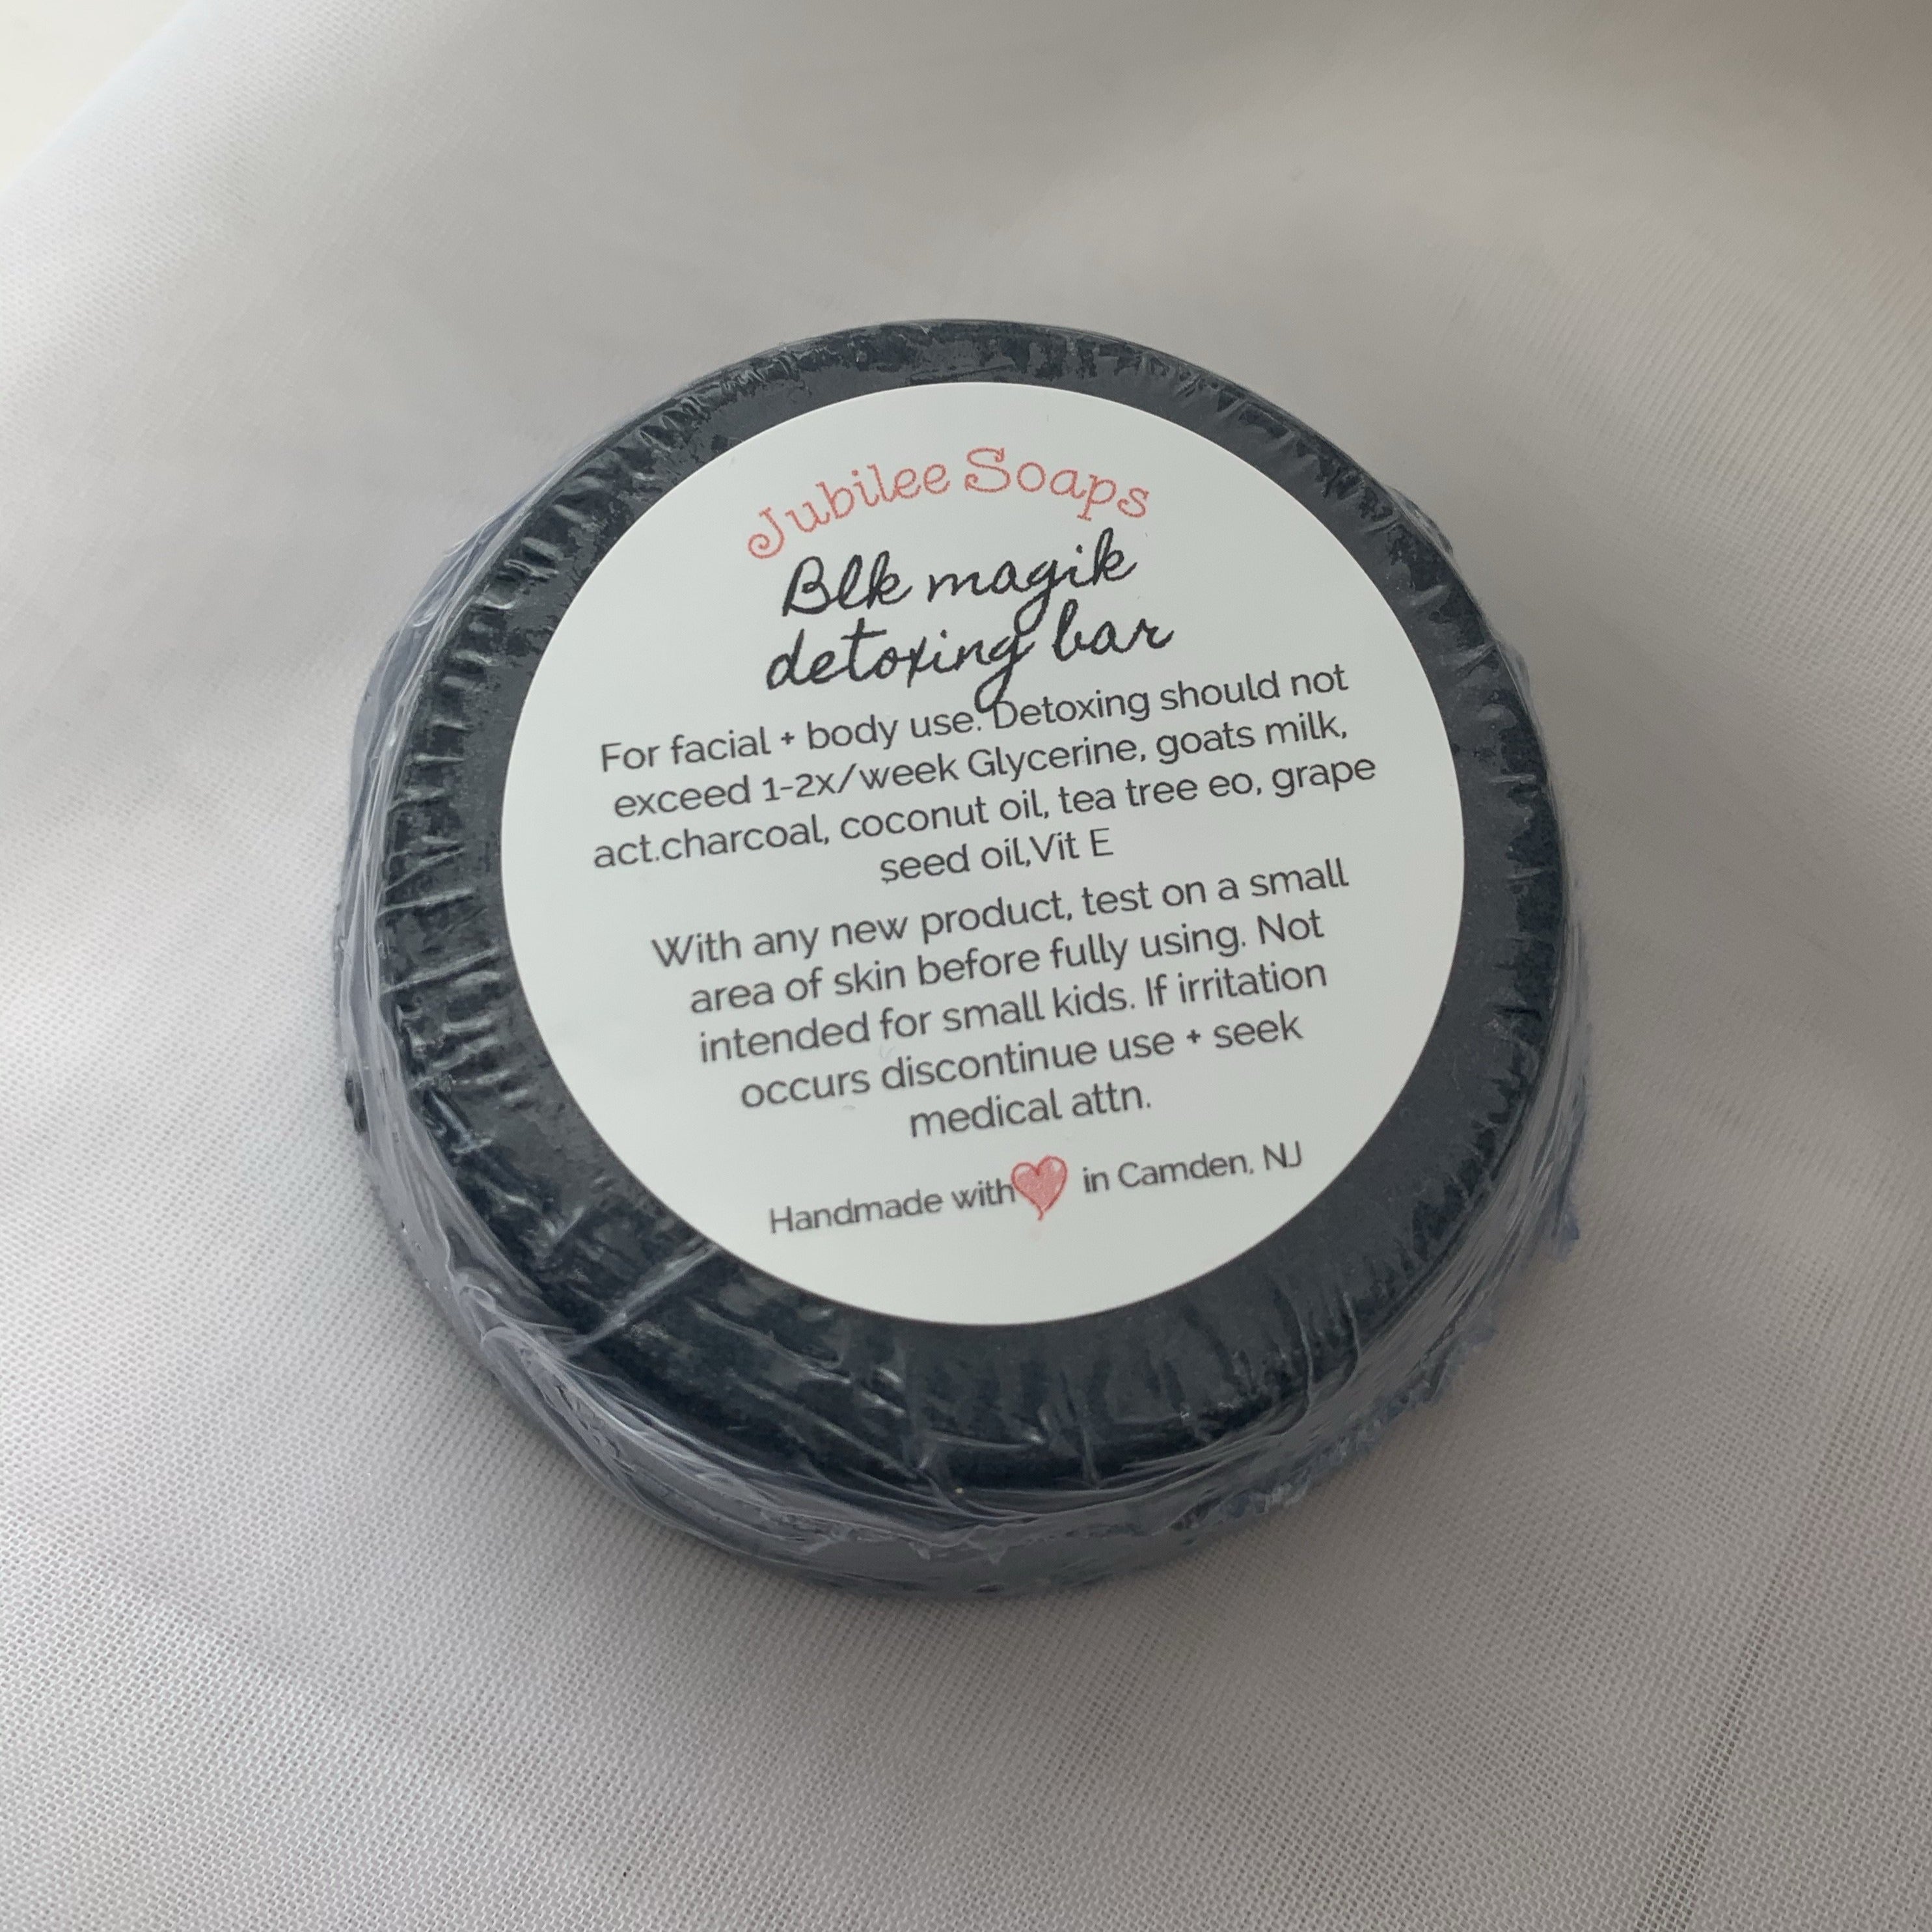 Jubilee Soaps
Blk magik
detoxing bar
For facial + body use. Detoxing should not
exceed 1-2x/week Glycerine, goats milk,
act.charcoal, coconut oil, tea tree eo, grape
seed oil,Vit E
With any new product, test on a small
area of skin before fully using. Not
intended for small kids. If irritation
occurs discontinue use + seek
medical attn.
Handmade with in Camden, NJ